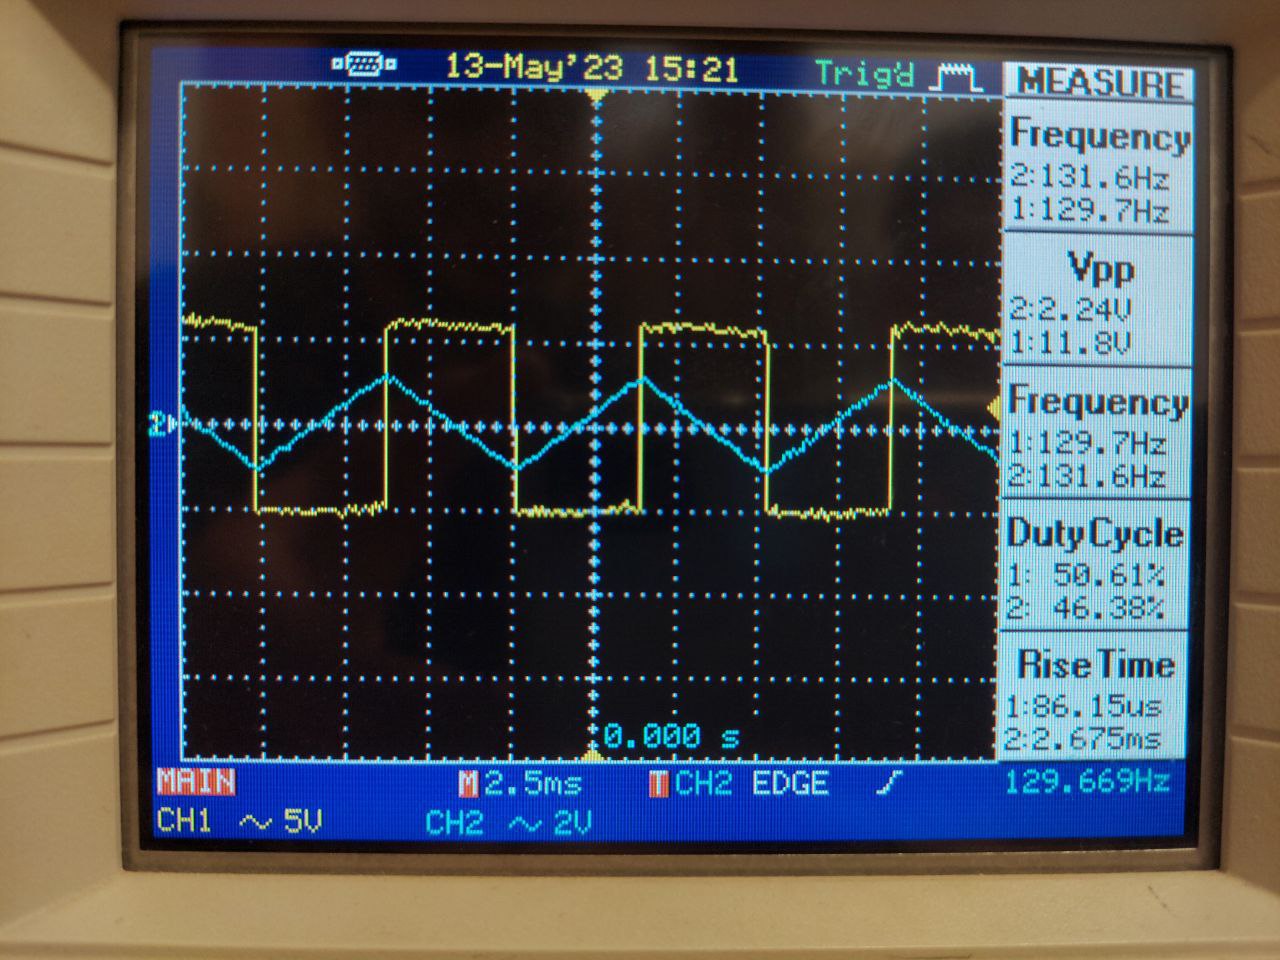 13-May'23 15:21 Trig'd
MEASURE
Frequency
2:131.6Hz
1:129.7Hz
Vpp
2:2.24V
1:11.8V
Frequency
1:129.7Hz
2:131.6Hz
Duty Cycle
1: 50.61%
2: 46.38%
Rise Time
1:86.15us
2:2.675ms
2
0.000 s
MAIN M 2.5ms T CH2 EDGE 129.669Hz
CH1 ~ 5V CH2 ~ 2V